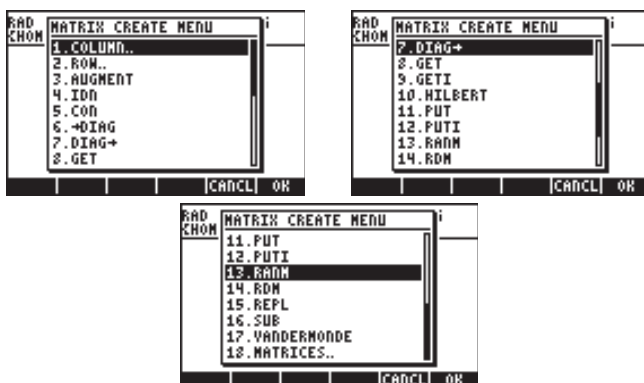 RAD
CHOM
MATRIX CREATE MENU
i
1.COLUMN..
2.ROW..
3.AUGMENT
4.IDN
5.CON
6.→DIAG
7.DIAG→
8.GET
CANCL OK
RAD
CHOM
MATRIX CREATE MENU
i
7.DIAG→
8.GET
9.GETI
10.HILBERT
11.PUT
12.PUTI
13.RANM
14.RDM
CANCL OK
RAD
CHOM
MATRIX CREATE MENU
i
11.PUT
12.PUTI
13.RANM
14.RDM
15.REPL
16.SUB
17.VANDERMONDE
18.MATRICES..
CANCL OK